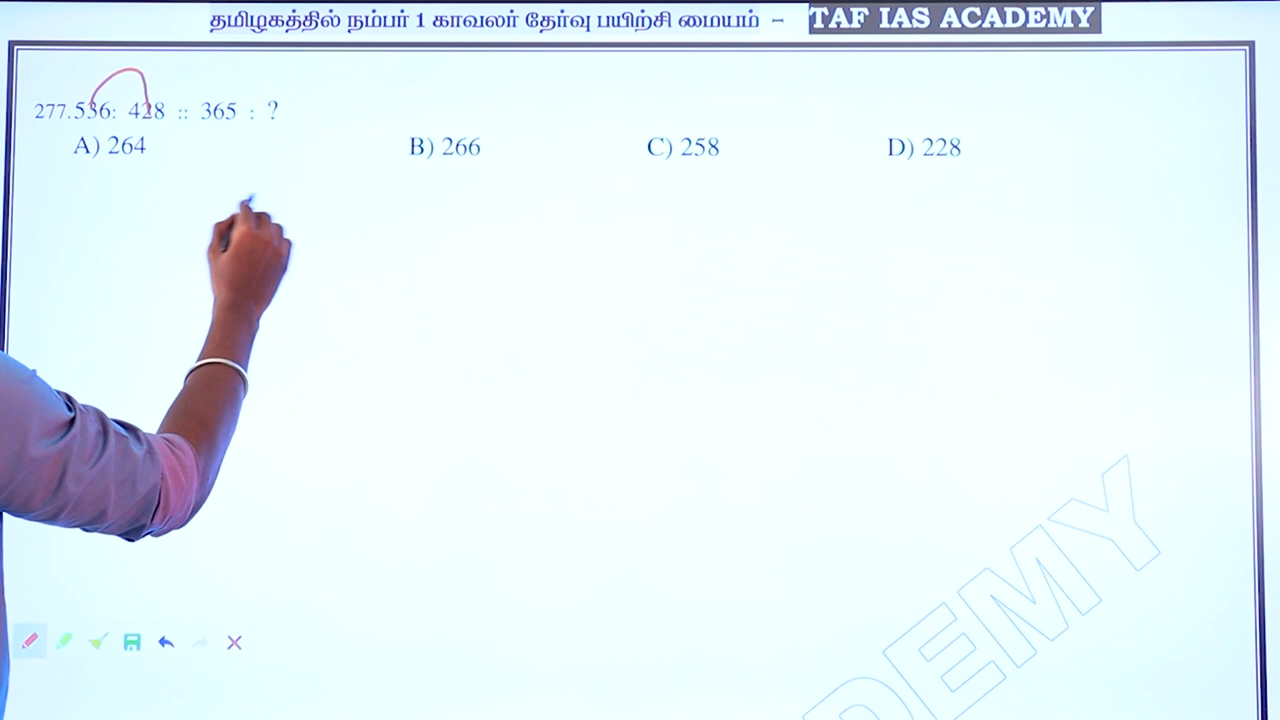 தமிழகத்தில் நம்பர் 1 காவலர் தேர்வு பயிற்சி மையம் – TAF IAS ACADEMY
277.536: 428 :: 365 : ?
A) 264 B) 266 C) 258 D) 228
DEMY